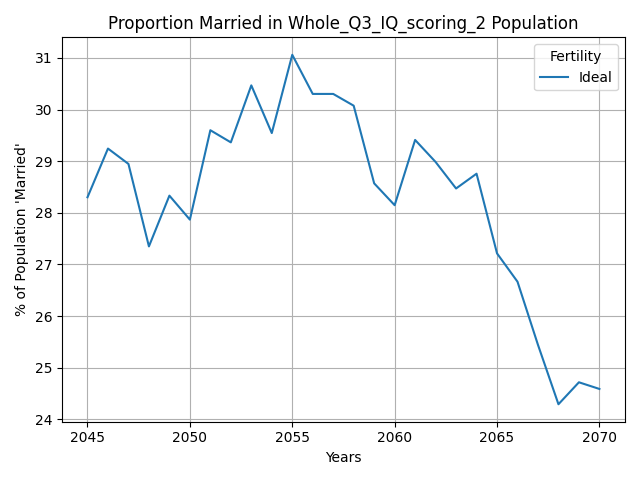 Proportion Married in Whole_Q3_IQ_scoring_2 Population
Fertility
Ideal
% of Population 'Married'
31
30
29
28
27
26
25
24
2045
2050
2055
2060
2065
2070
Years